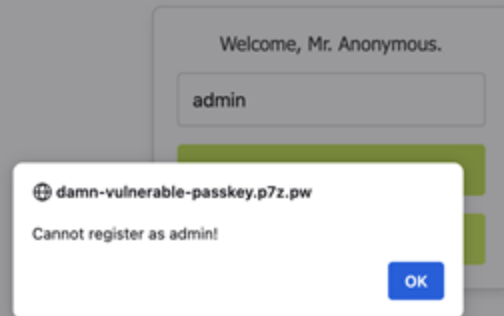 Welcome, Mr. Anonymous.
admin
damn-vulnerable-passkey.p7z.pw
Cannot register as admin!
OK